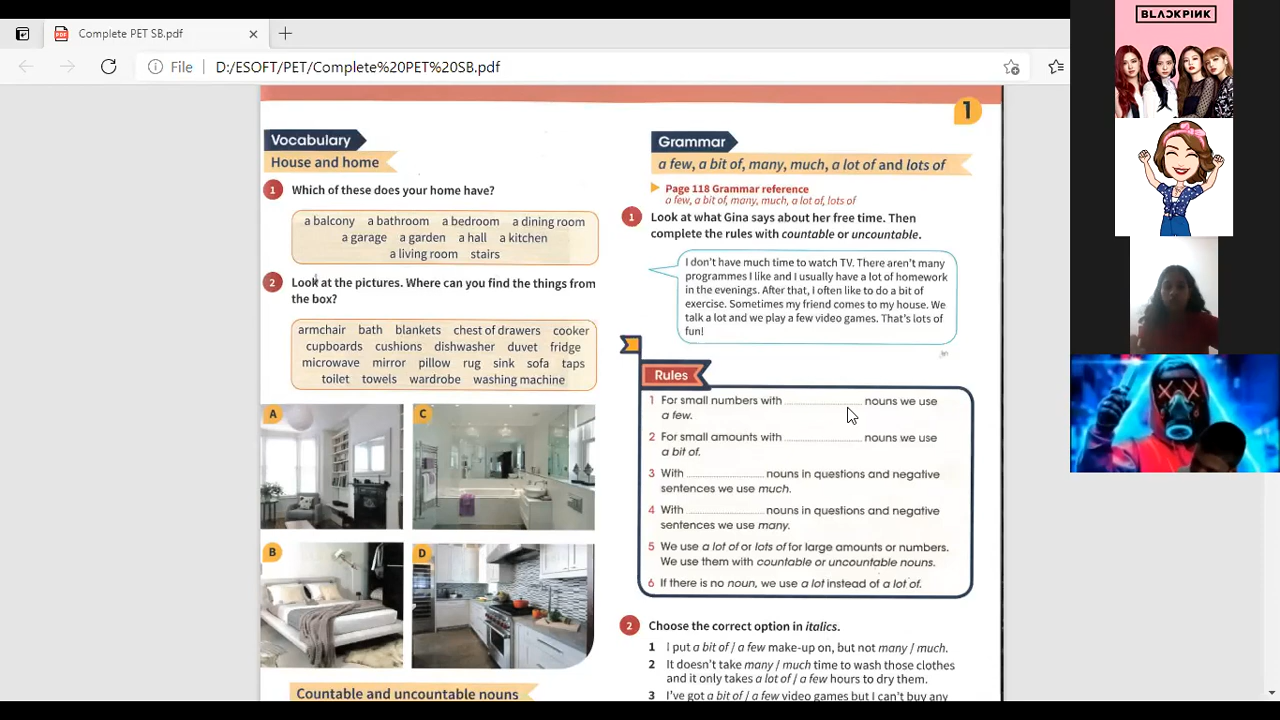 Complete PET SB.pdf
File
D:/ESOFT/PET/Complete%20PET%20SB.pdf
BLACKPINK
1
Vocabulary
House and home
1 Which of these does your home have?
a balcony a bathroom a bedroom a dining room
a garage a garden a hall a kitchen
a living room stairs
2 Look at the pictures. Where can you find the things from
the box?
armchair bath blankets chest of drawers cooker
cupboards cushions dishwasher duvet fridge
microwave mirror pillow rug sink sofa taps
toilet towels wardrobe washing machine
A
C
B
D
Countable and uncountable nouns
Grammar
a few, a bit of, many, much, a lot of and lots of
Page 118 Grammar reference
a few, a bit of, many, much, a lot of, lots of
1 Look at what Gina says about her free time. Then
complete the rules with countable or uncountable.
I don't have much time to watch TV. There aren't many
programmes I like and I usually have a lot of homework
in the evenings. After that, I often like to do a bit of
exercise. Sometimes my friend comes to my house. We
talk a lot and we play a few video games. That's lots of
fun!
Rules
1 For small numbers with .................... nouns we use
a few.
2 For small amounts with .................... nouns we use
a bit of.
3 With .................... nouns in questions and negative
sentences we use much.
4 With .................... nouns in questions and negative
sentences we use many.
5 We use a lot of or lots of for large amounts or numbers.
We use them with countable or uncountable nouns.
6 If there is no noun, we use a lot instead of a lot of.
2 Choose the correct option in italics.
1 I put a bit of / a few make-up on, but not many / much.
2 It doesn't take many / much time to wash those clothes
and it only takes a lot of / a few hours to dry them.
3 I've got a bit of / a few video games but I can't buy any